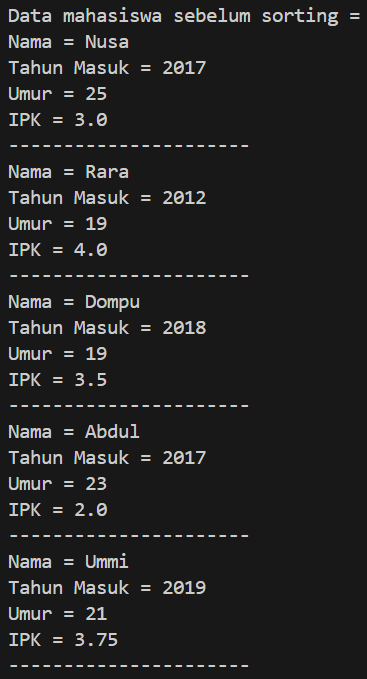 Data mahasiswa sebelum sorting =
Nama = Nusa
Tahun Masuk = 2017
Umur = 25
IPK = 3.0
----------------------
Nama = Rara
Tahun Masuk = 2012
Umur = 19
IPK = 4.0
----------------------
Nama = Dompu
Tahun Masuk = 2018
Umur = 19
IPK = 3.5
----------------------
Nama = Abdul
Tahun Masuk = 2017
Umur = 23
IPK = 2.0
----------------------
Nama = Ummi
Tahun Masuk = 2019
Umur = 21
IPK = 3.75
----------------------